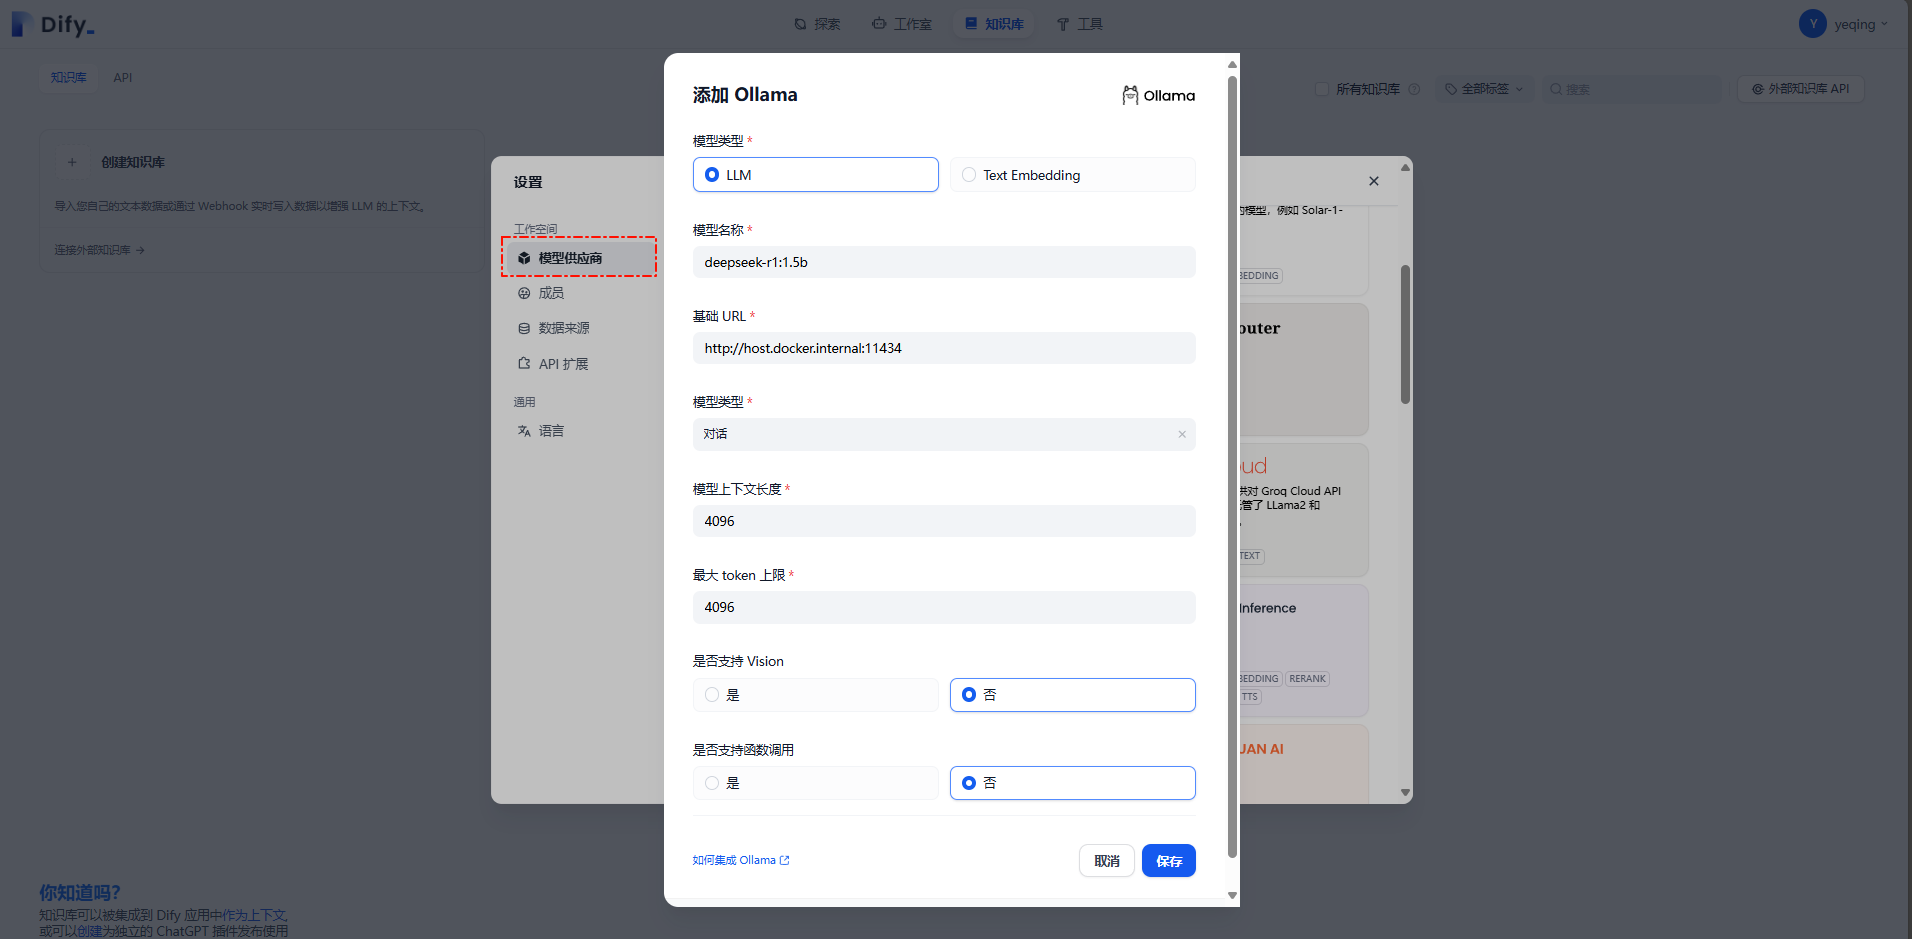 Dify_
探索
工作室
知识库
工具
Y
yeqing
知识库
API
所有知识库
全部标签
搜索
外部知识库 API
+ 创建知识库
导入您自己的文本数据或通过 Webhook 实时写入数据以增强 LLM 的上下文。
连接外部知识库 →
设置
工作空间
模型供应商
成员
数据来源
API 扩展
通用
语言
添加 Ollama
Ollama
模型类型 *
LLM
Text Embedding
模型名称 *
deepseek-r1:1.5b
基础 URL *
http://host.docker.internal:11434
模型类型 *
对话
模型上下文长度 *
4096
最大 token 上限 *
4096
是否支持 Vision
是
否
是否支持函数调用
是
否
如何集成 Ollama
取消
保存
的模型，例如 Solar-1-
BEDDING
outer
oud
供对 Groq Cloud API
托管了 LLama2 和
TEXT
Inference
BEDDING
RERANK
TTS
UAN AI
你知道吗？
知识库可以被集成到 Dify 应用中作为上下文,
或可以创建为独立的 ChatGPT 插件发布使用